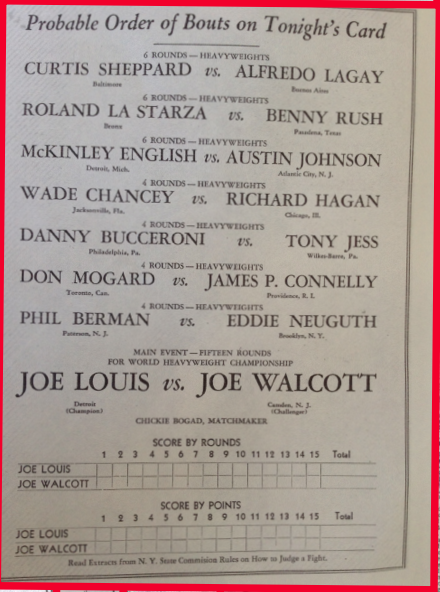 Probable Order of Bouts on Tonight's Card
6 ROUNDS — HEAVYWEIGHTS
CURTIS SHEPPARD vs. ALFREDO LAGAY
Baltimore Buenos Aires
6 ROUNDS — HEAVYWEIGHTS
ROLAND LA STARZA vs. BENNY RUSH
Bronx Pasadena, Texas
6 ROUNDS — HEAVYWEIGHTS
McKINLEY ENGLISH vs. AUSTIN JOHNSON
Detroit, Mich. Atlantic City, N. J.
4 ROUNDS — HEAVYWEIGHTS
WADE CHANCEY vs. RICHARD HAGAN
Jacksonville, Fla. Chicago, Ill.
4 ROUNDS — HEAVYWEIGHTS
DANNY BUCCERONI vs. TONY JESS
Philadelphia, Pa. Wilkes-Barre, Pa.
4 ROUNDS — HEAVYWEIGHTS
DON MOGARD vs. JAMES P. CONNELLY
Toronto, Can. Providence, R. I.
4 ROUNDS — HEAVYWEIGHTS
PHIL BERMAN vs. EDDIE NEUGUTH
Paterson, N. J. Brooklyn, N. Y.
MAIN EVENT — FIFTEEN ROUNDS
FOR WORLD HEAVYWEIGHT CHAMPIONSHIP
JOE LOUIS vs. JOE WALCOTT
Detroit Camden, N. J.
(Champion) (Challenger)
CHICKIE BOGAD, MATCHMAKER
SCORE BY ROUNDS
1 2 3 4 5 6 7 8 9 10 11 12 13 14 15 Total
JOE LOUIS
JOE WALCOTT
SCORE BY POINTS
1 2 3 4 5 6 7 8 9 10 11 12 13 14 15 Total
JOE LOUIS
JOE WALCOTT
Read Extracts from N. Y. State Commision Rules on How to Judge a Fight.